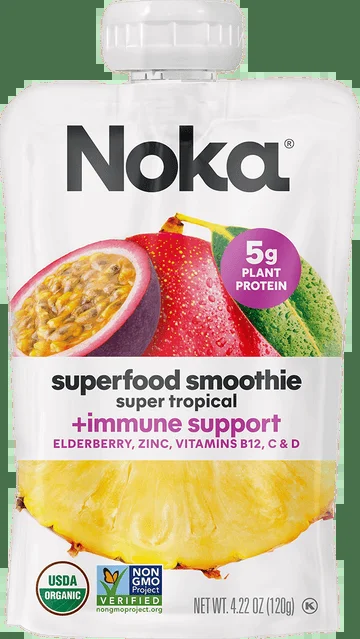 Noka®
5g
PLANT
PROTEIN
superfood smoothie
super tropical
+immune support
ELDERBERRY, ZINC, VITAMINS B12, C & D
USDA
ORGANIC
NON
GMO
Project
VERIFIED
nongmoproject.org
NET WT. 4.22 OZ (120g)
K